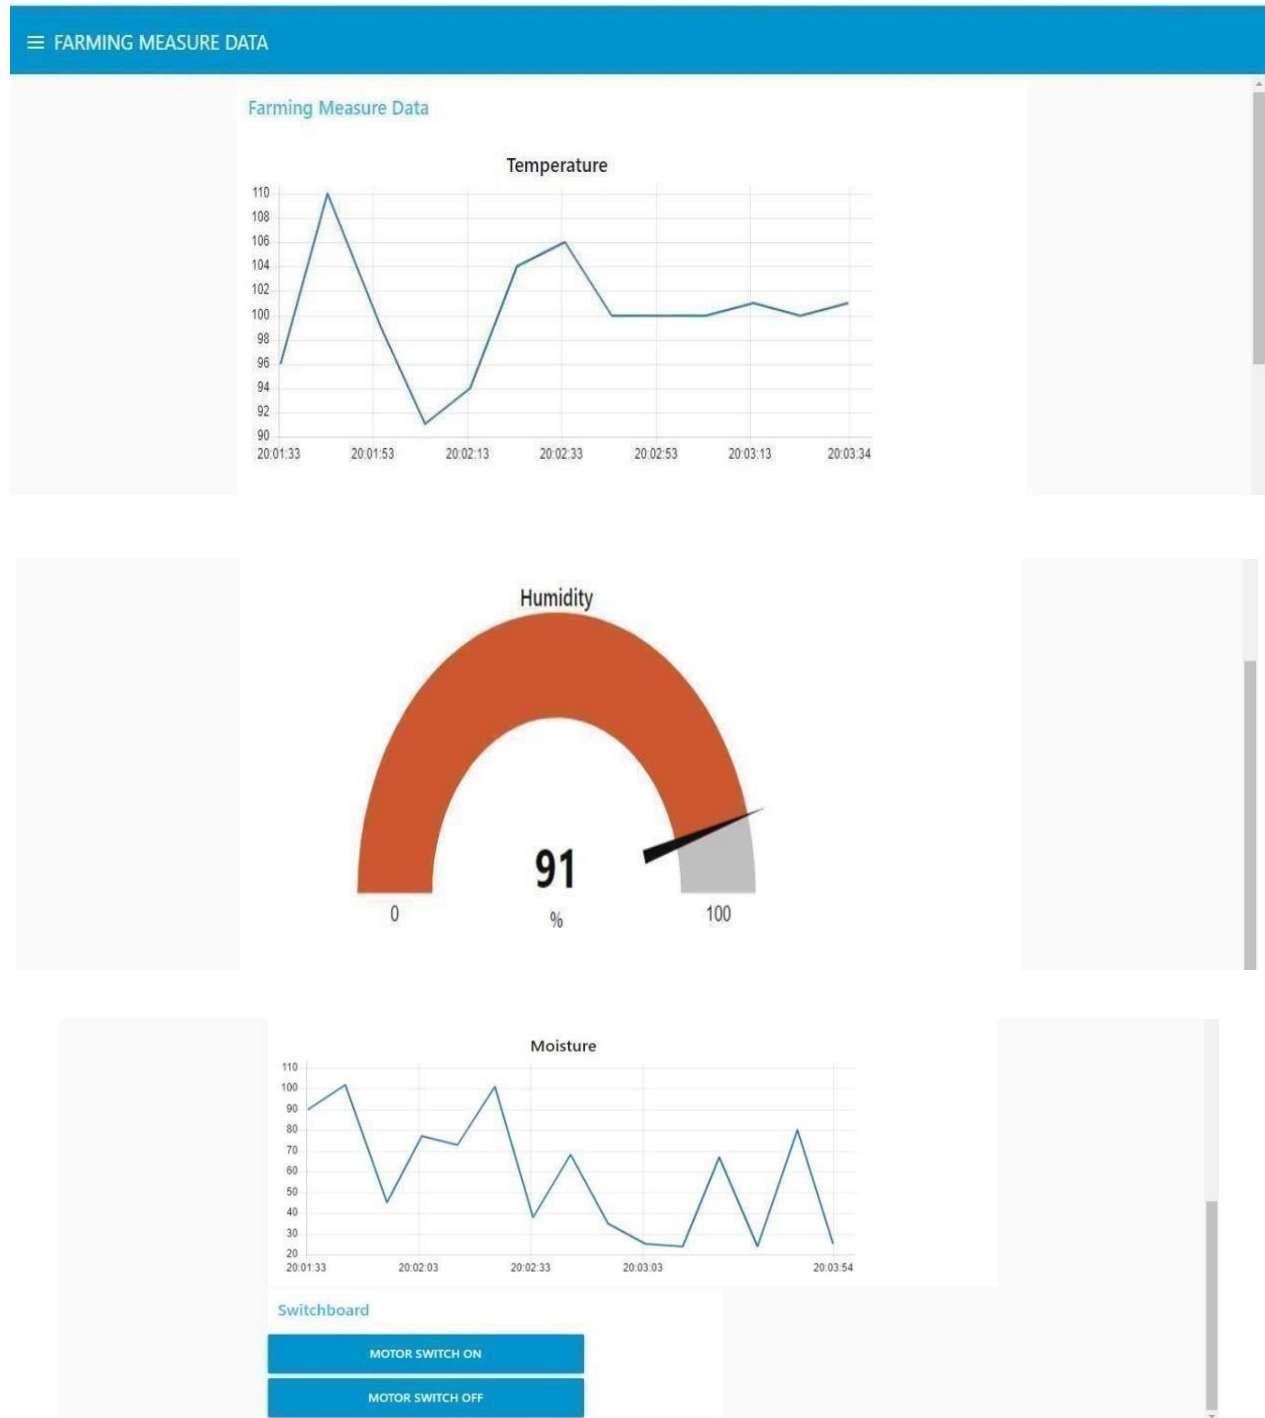 ≡ FARMING MEASURE DATA
Farming Measure Data
Temperature
110
108
106
104
102
100
98
96
94
92
90
20:01:33 20:01:53 20:02:13 20:02:33 20:02:53 20:03:13 20:03:34
Humidity
91
0 % 100
Moisture
110
100
90
80
70
60
50
40
30
20
20:01:33 20:02:03 20:02:33 20:03:03 20:03:54
Switchboard
MOTOR SWITCH ON
MOTOR SWITCH OFF